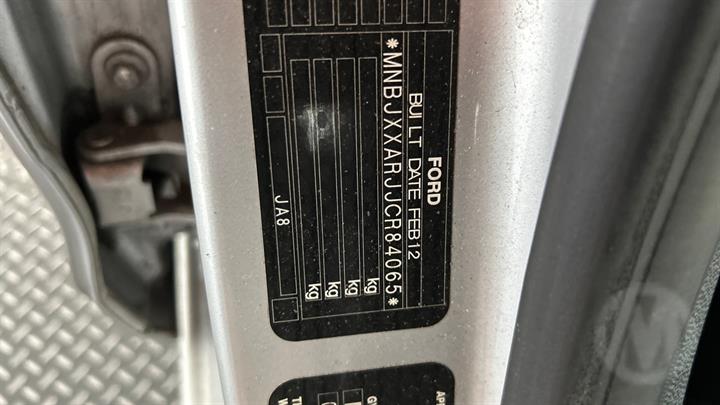 FORD
BUILT DATE FEB12
*MNBJXXARJJCR84065*
kg
kg
kg
kg
JA8